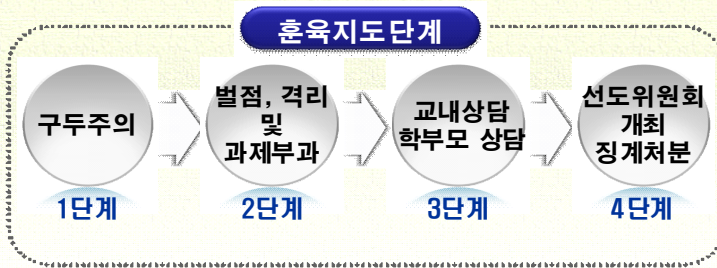 훈육지도단계
구두주의
벌점, 격리
및
과제부과
교내상담
학부모 상담
선도위원회
개최
징계처분
1단계
2단계
3단계
4단계